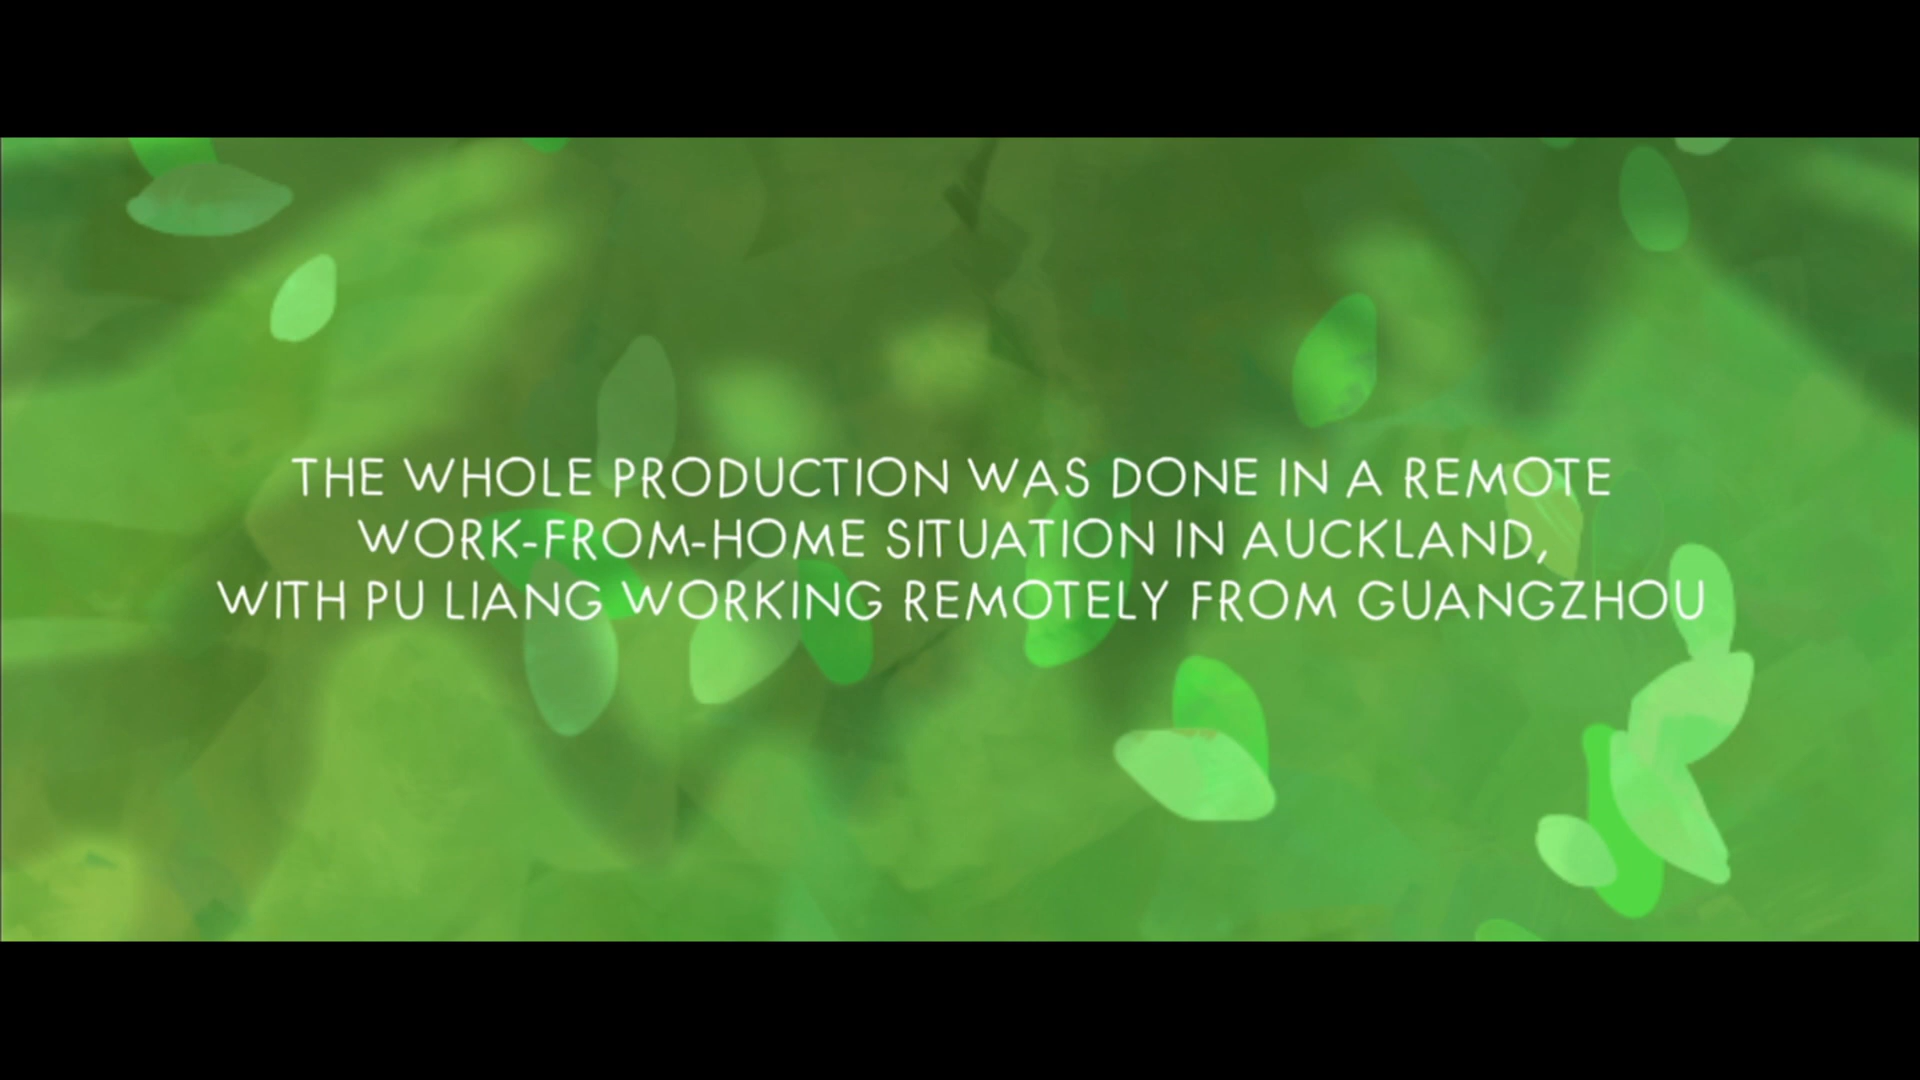 THE WHOLE PRODUCTION WAS DONE IN A REMOTE
WORK-FROM-HOME SITUATION IN AUCKLAND,
WITH PU LIANG WORKING REMOTELY FROM GUANGZHOU